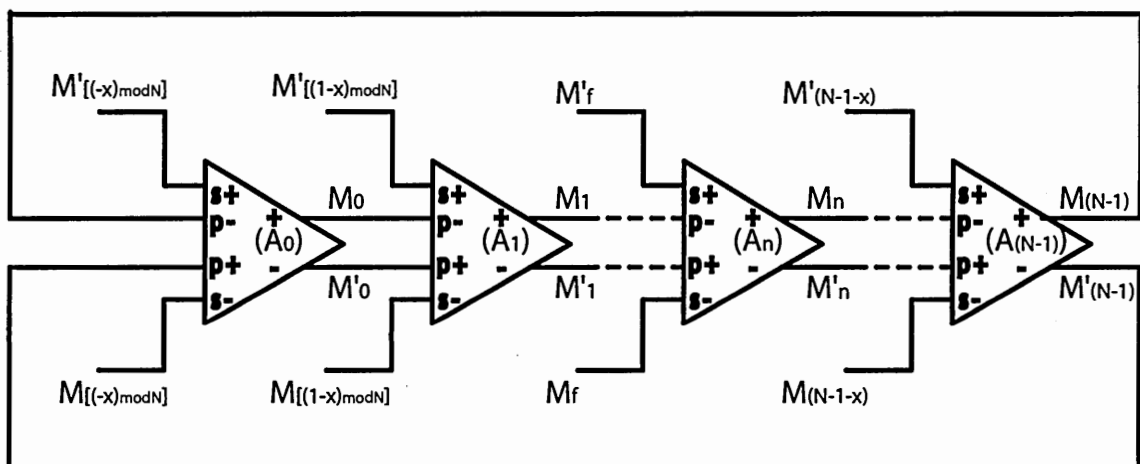 M'[(-x)modN] M'[(1-x)modN] M'f M'(N-1-x)
s+ s+ s+ s+
p- + M0 p- + M1 p- + Mn p- + M(N-1)
(A0) (A1) (An) (A(N-1))
p+ - M'0 p+ - M'1 p+ - M'n p+ - M'(N-1)
s- s- s- s-
M[(-x)modN] M[(1-x)modN] Mf M(N-1-x)